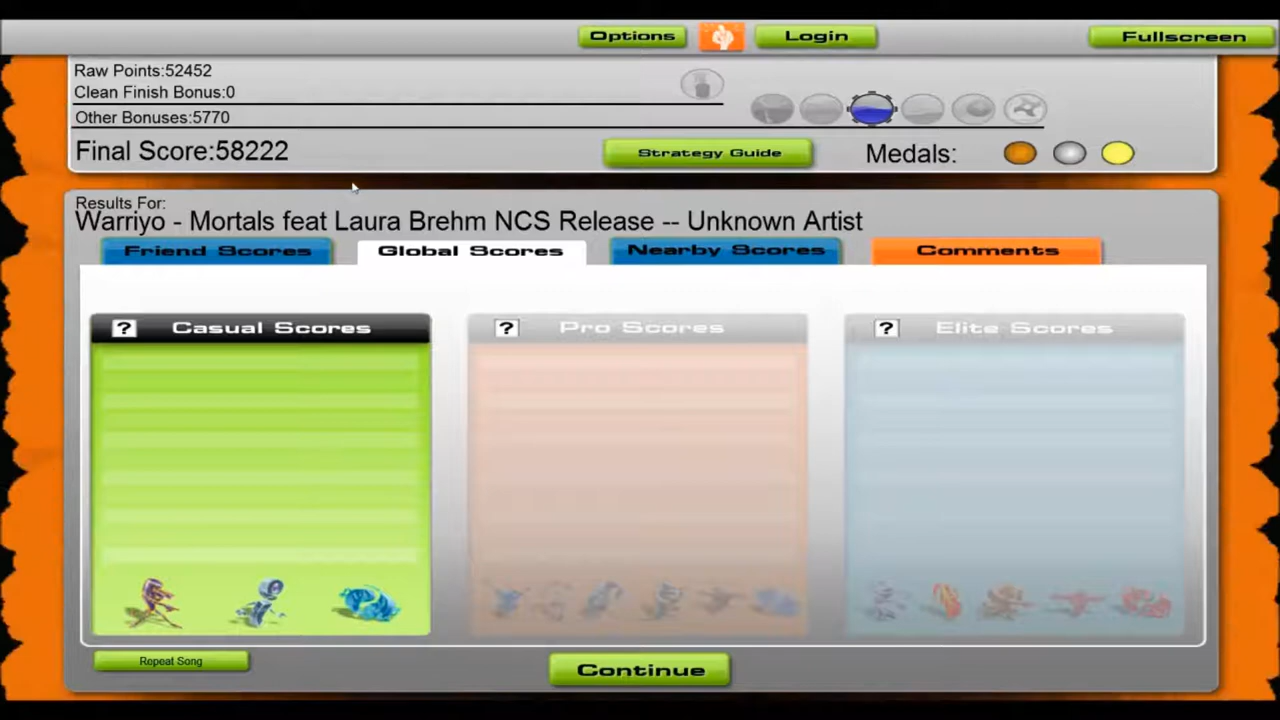 Options
Login
Fullscreen
Raw Points:52452
Clean Finish Bonus:0
Other Bonuses:5770
Final Score:58222
Strategy Guide
Medals:
Results For:
Warriyo - Mortals feat Laura Brehm NCS Release -- Unknown Artist
Friend Scores
Global Scores
Nearby Scores
Comments
? Casual Scores
? Pro Scores
? Elite Scores
Repeat Song
Continue